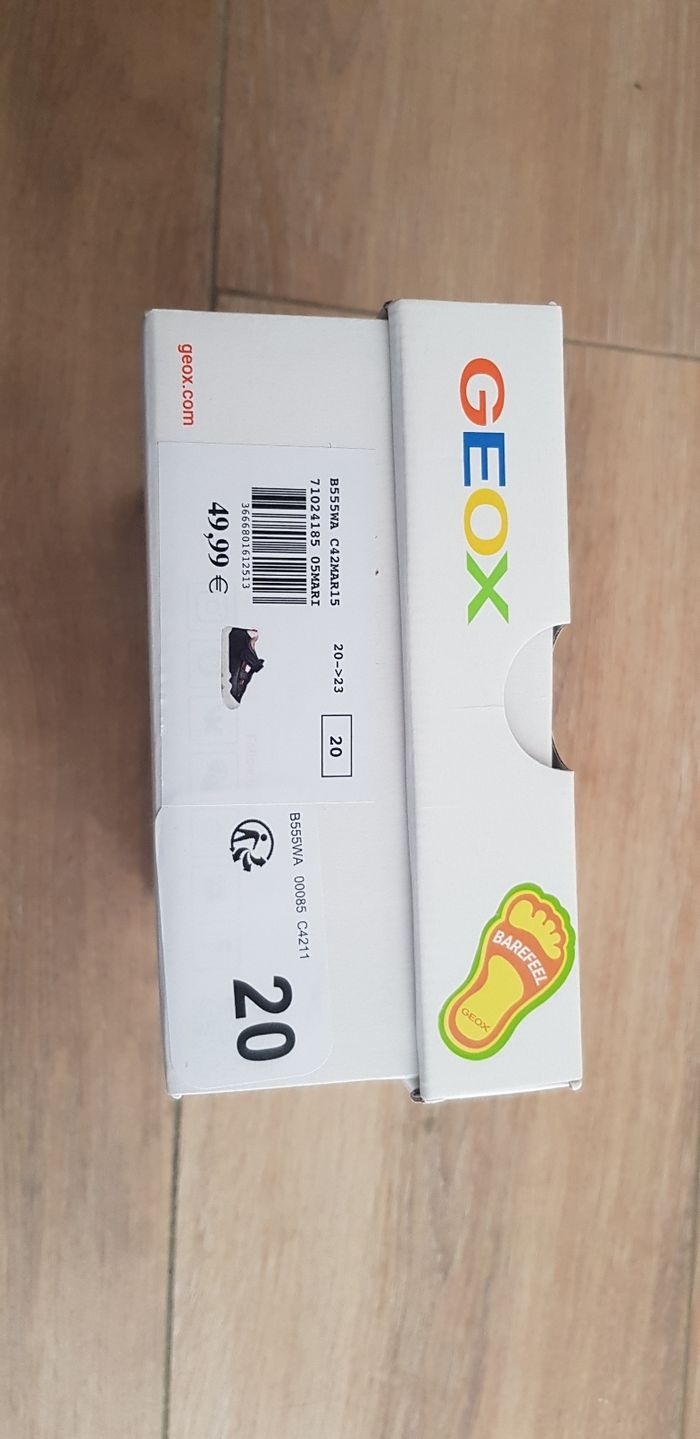 GEOX
BAREFEEL
GEOX
geox.com
B555WA C42MAR15
71024185 05MARI
3666801612513
49,99 €
20->23
20
B555WA 00085 C4211
20